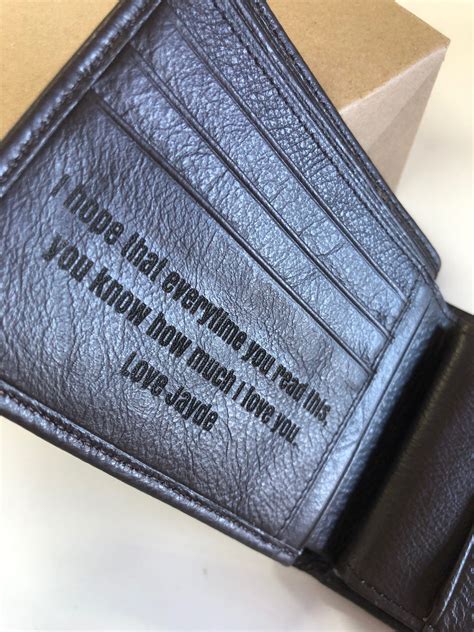 I hope that everytime you read this,
you know how much i love you.
Love Jayde